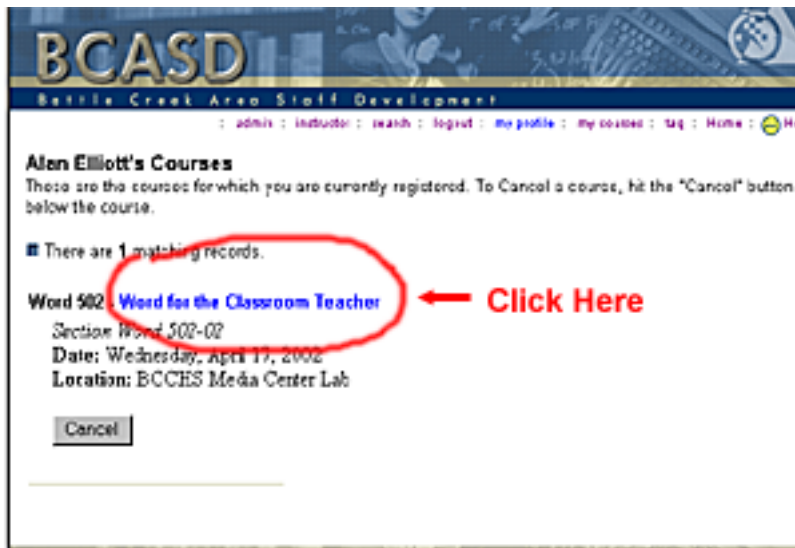 BCASD
Battle Creek Area Staff Development
: admin : instructor : search : logout : my profile : my courses : faq : Home :
Alan Elliott's Courses
These are the courses for which you are currently registered. To Cancel a course, hit the "Cancel" button
below the course.
There are 1 matching records.
Word 502 - Word for the Classroom Teacher
Click Here
Section Word 502-02
Date: Wednesday, April 17, 2002
Location: BCCHS Media Center Lab
Cancel